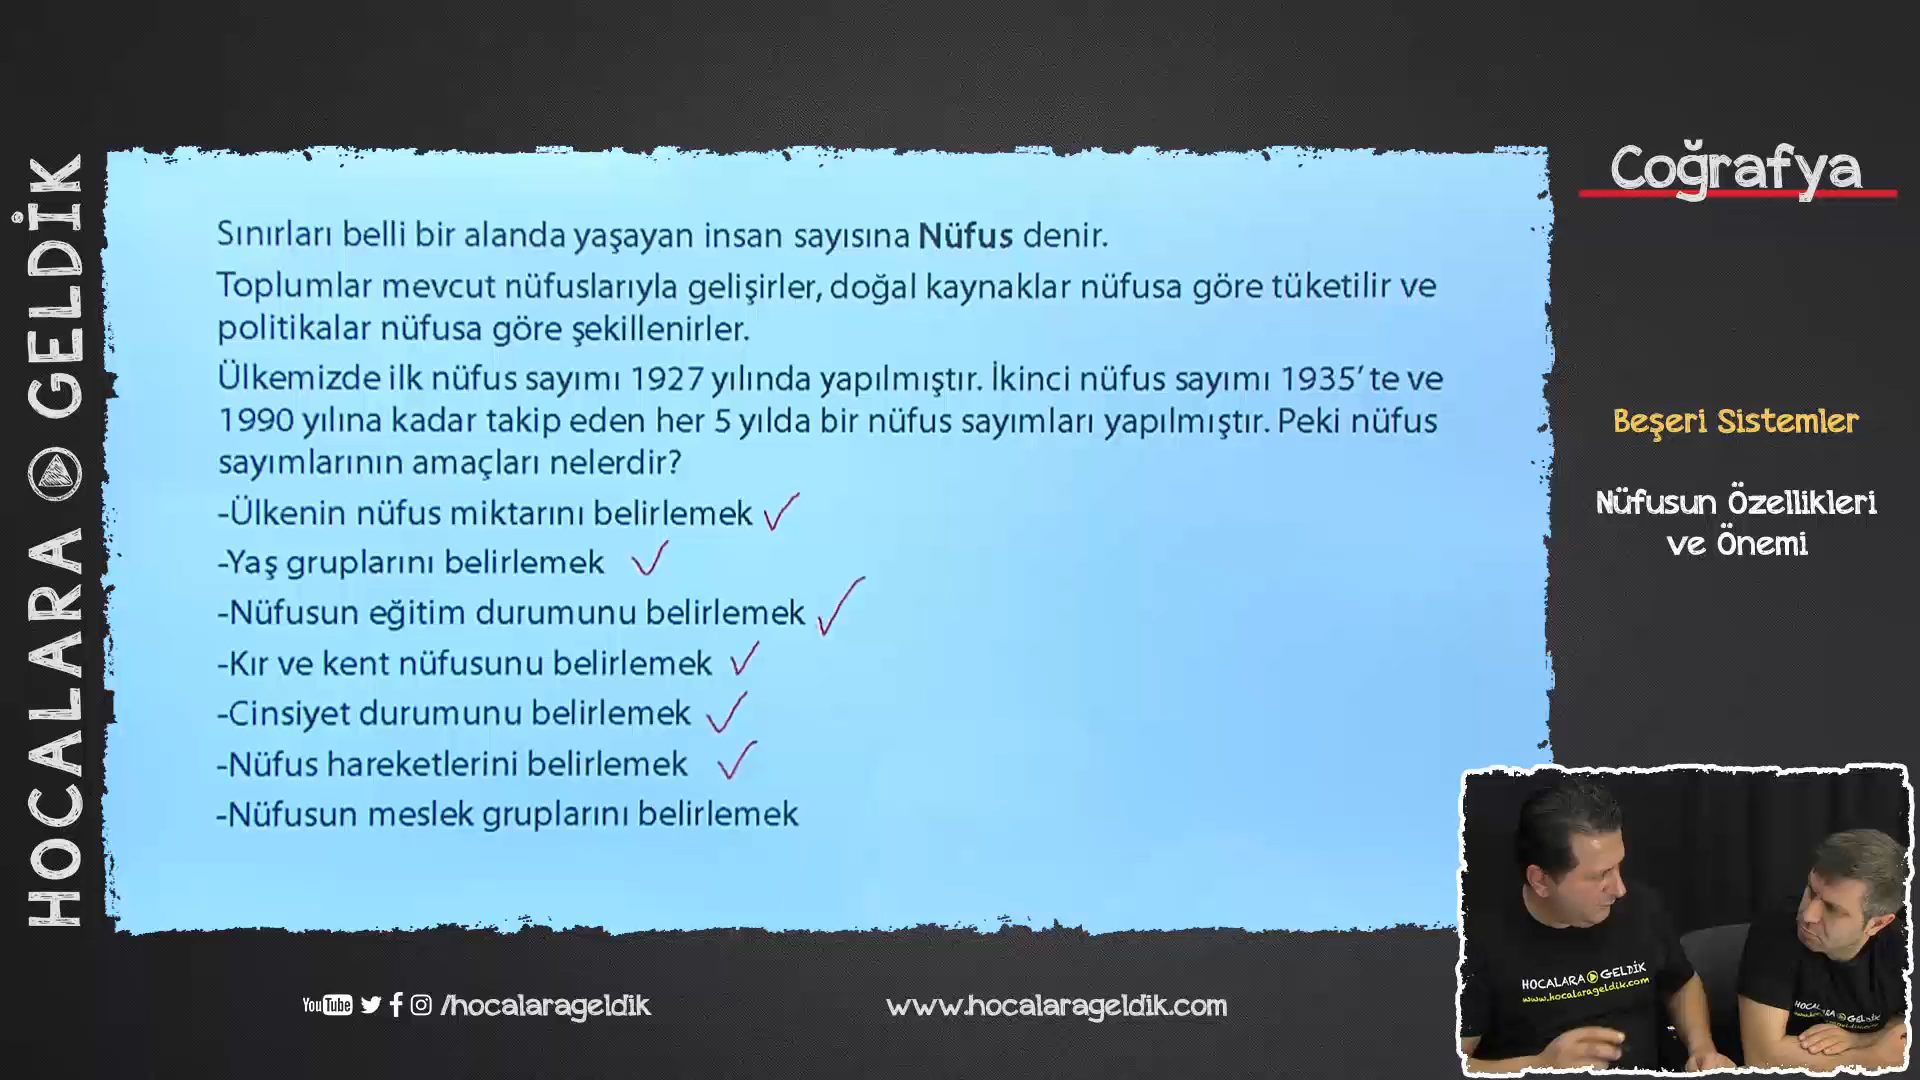 HOCALARA GELDİK
Coğrafya
Sınırları belli bir alanda yaşayan insan sayısına Nüfus denir.
Toplumlar mevcut nüfuslarıyla gelişirler, doğal kaynaklar nüfusa göre tüketilir ve
politikalar nüfusa göre şekillenirler.
Ülkemizde ilk nüfus sayımı 1927 yılında yapılmıştır. İkinci nüfus sayımı 1935’ te ve
1990 yılına kadar takip eden her 5 yılda bir nüfus sayımları yapılmıştır. Peki nüfus
sayımlarının amaçları nelerdir?
-Ülkenin nüfus miktarını belirlemek
-Yaş gruplarını belirlemek
-Nüfusun eğitim durumunu belirlemek
-Kır ve kent nüfusunu belirlemek
-Cinsiyet durumunu belirlemek
-Nüfus hareketlerini belirlemek
-Nüfusun meslek gruplarını belirlemek
Beşeri Sistemler
Nüfusun Özellikleri
ve Önemi
HOCALARA GELDİK
www.hocalarageldik.com
YouTube /hocalarageldik
www.hocalarageldik.com